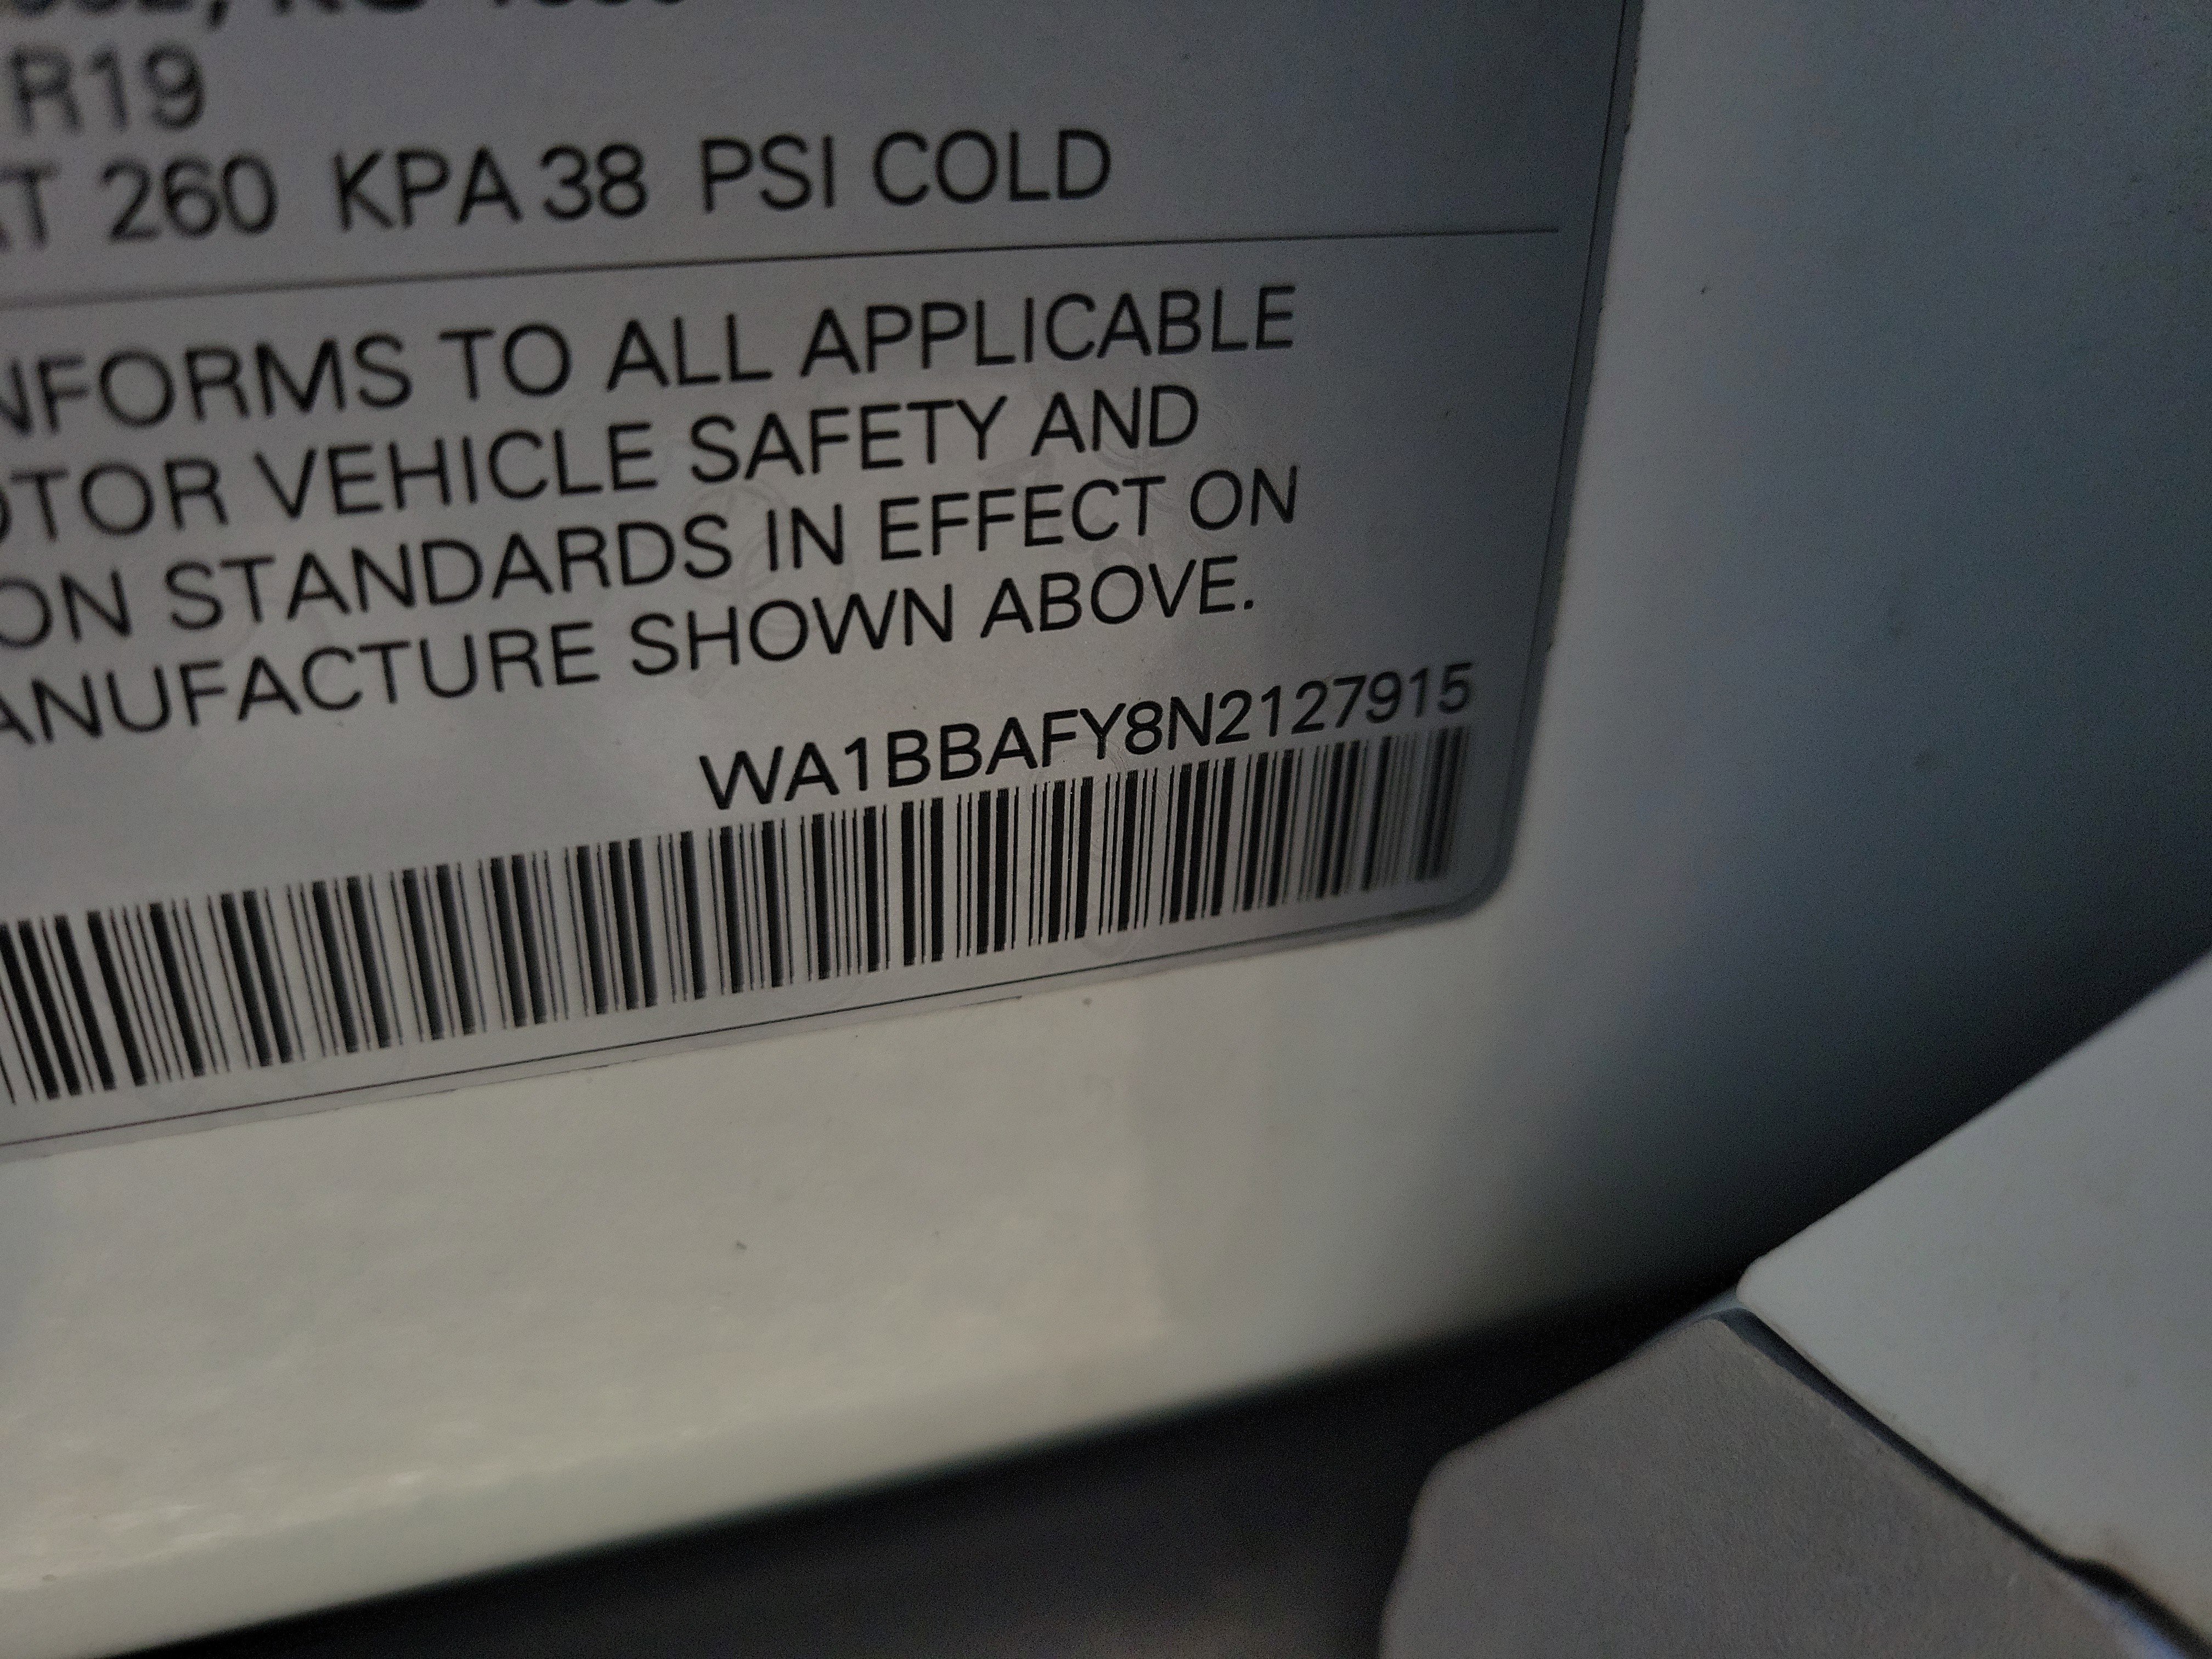 R19
260 KPA 38 PSI COLD
NFORMS TO ALL APPLICABLE
OTOR VEHICLE SAFETY AND
ON STANDARDS IN EFFECT ON
ANUFACTURE SHOWN ABOVE.
WA1BBAFY8N2127915